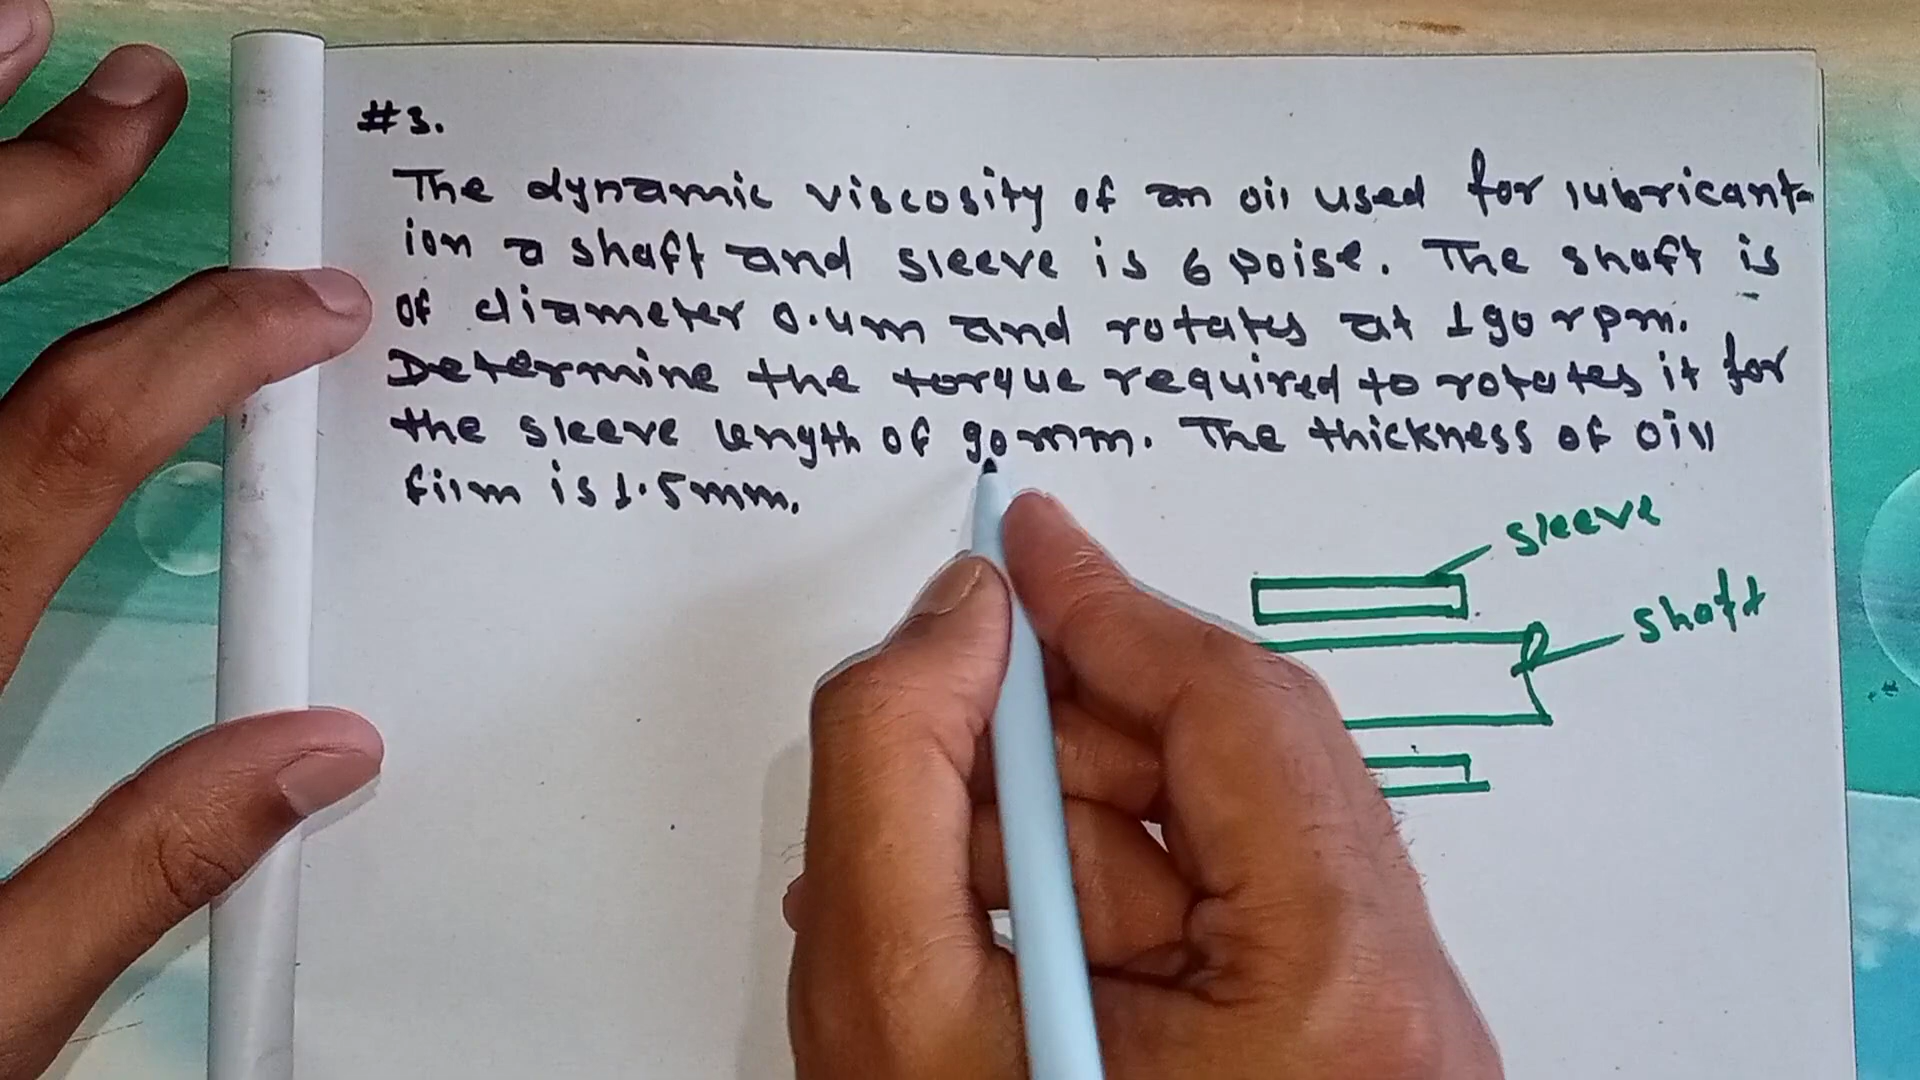 #3.
The dynamic viscosity of an oil used for lubricant-
ion a shaft and sleeve is 6 poise. The shaft is
of diameter 0.4m and rotates at 190 rpm.
Determine the torque required to rotates it for
the sleeve length of 90mm. The thickness of oil
film is 1.5mm.
sleeve
shaft